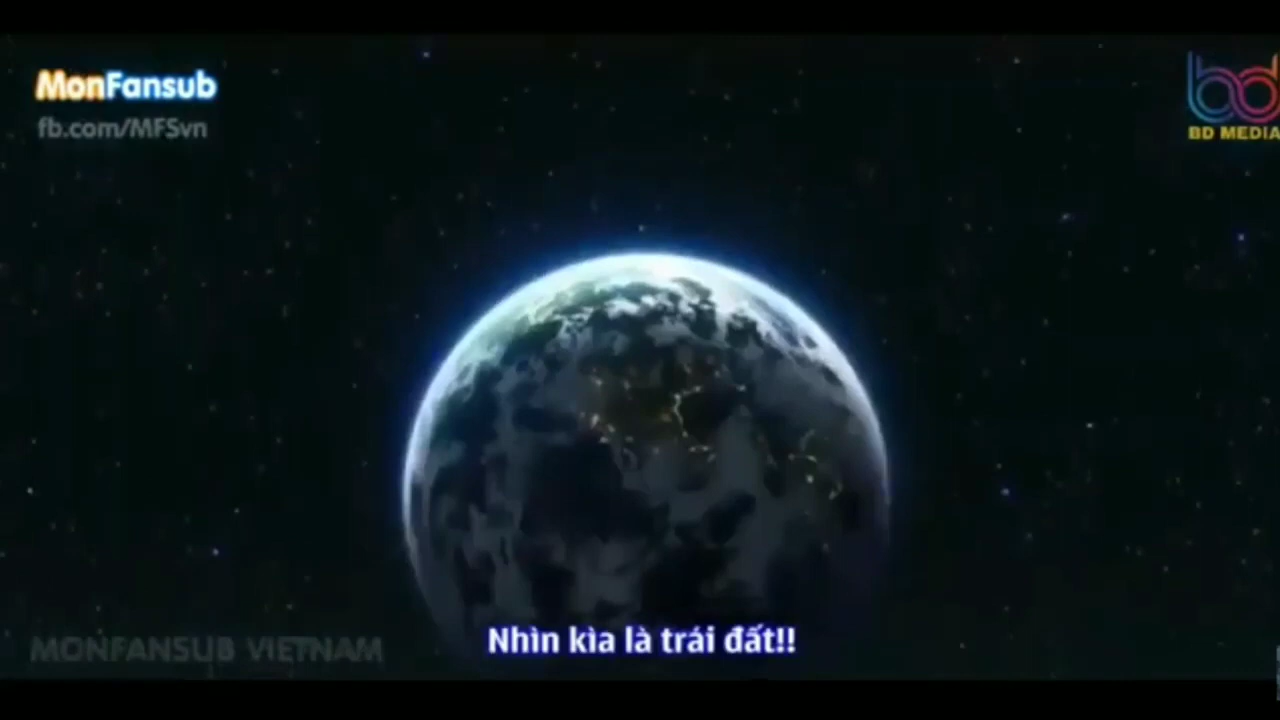 MonFansub
fb.com/MFSvn
BD MEDIA
MONFANSUB VIETNAM
Nhìn kìa là trái đất!!